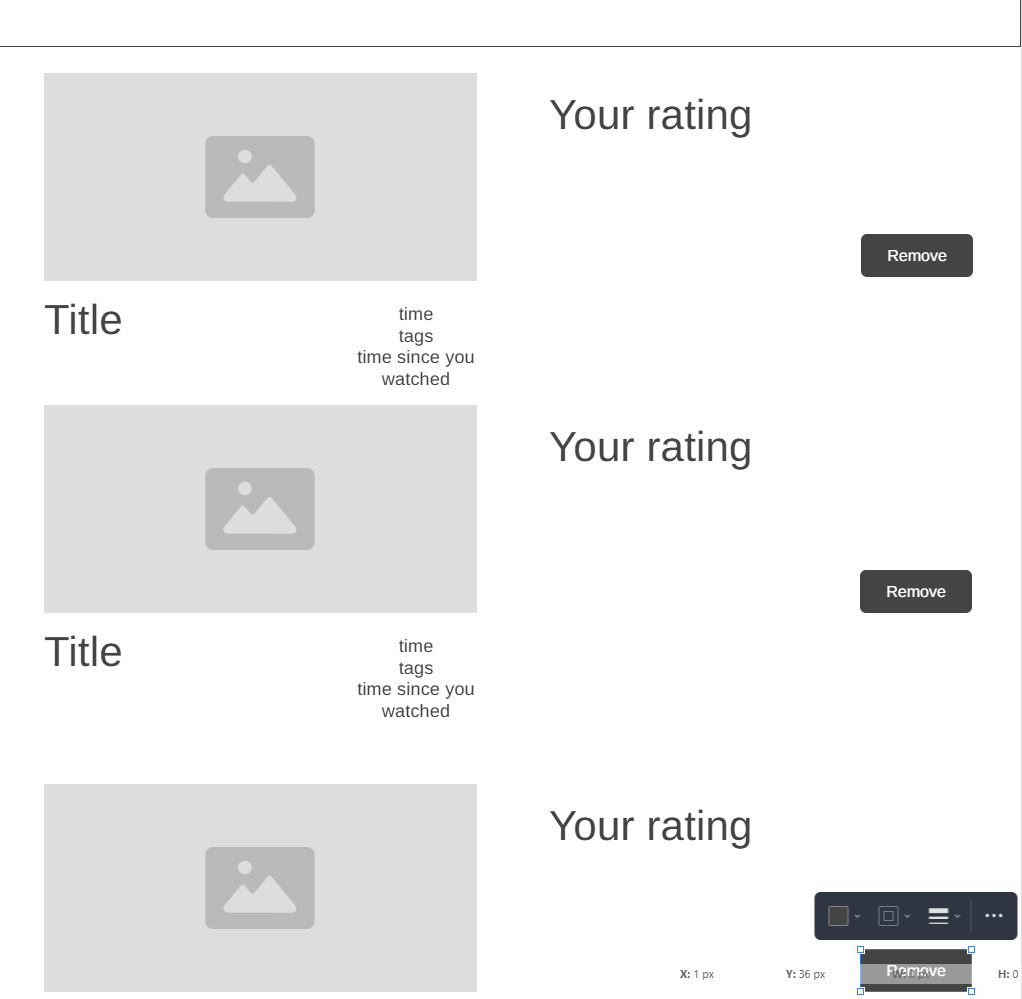 Your rating
Remove
Title
time
tags
time since you
watched
Your rating
Remove
Title
time
tags
time since you
watched
Your rating
Remove
X: 1 px Y: 36 px H: 0